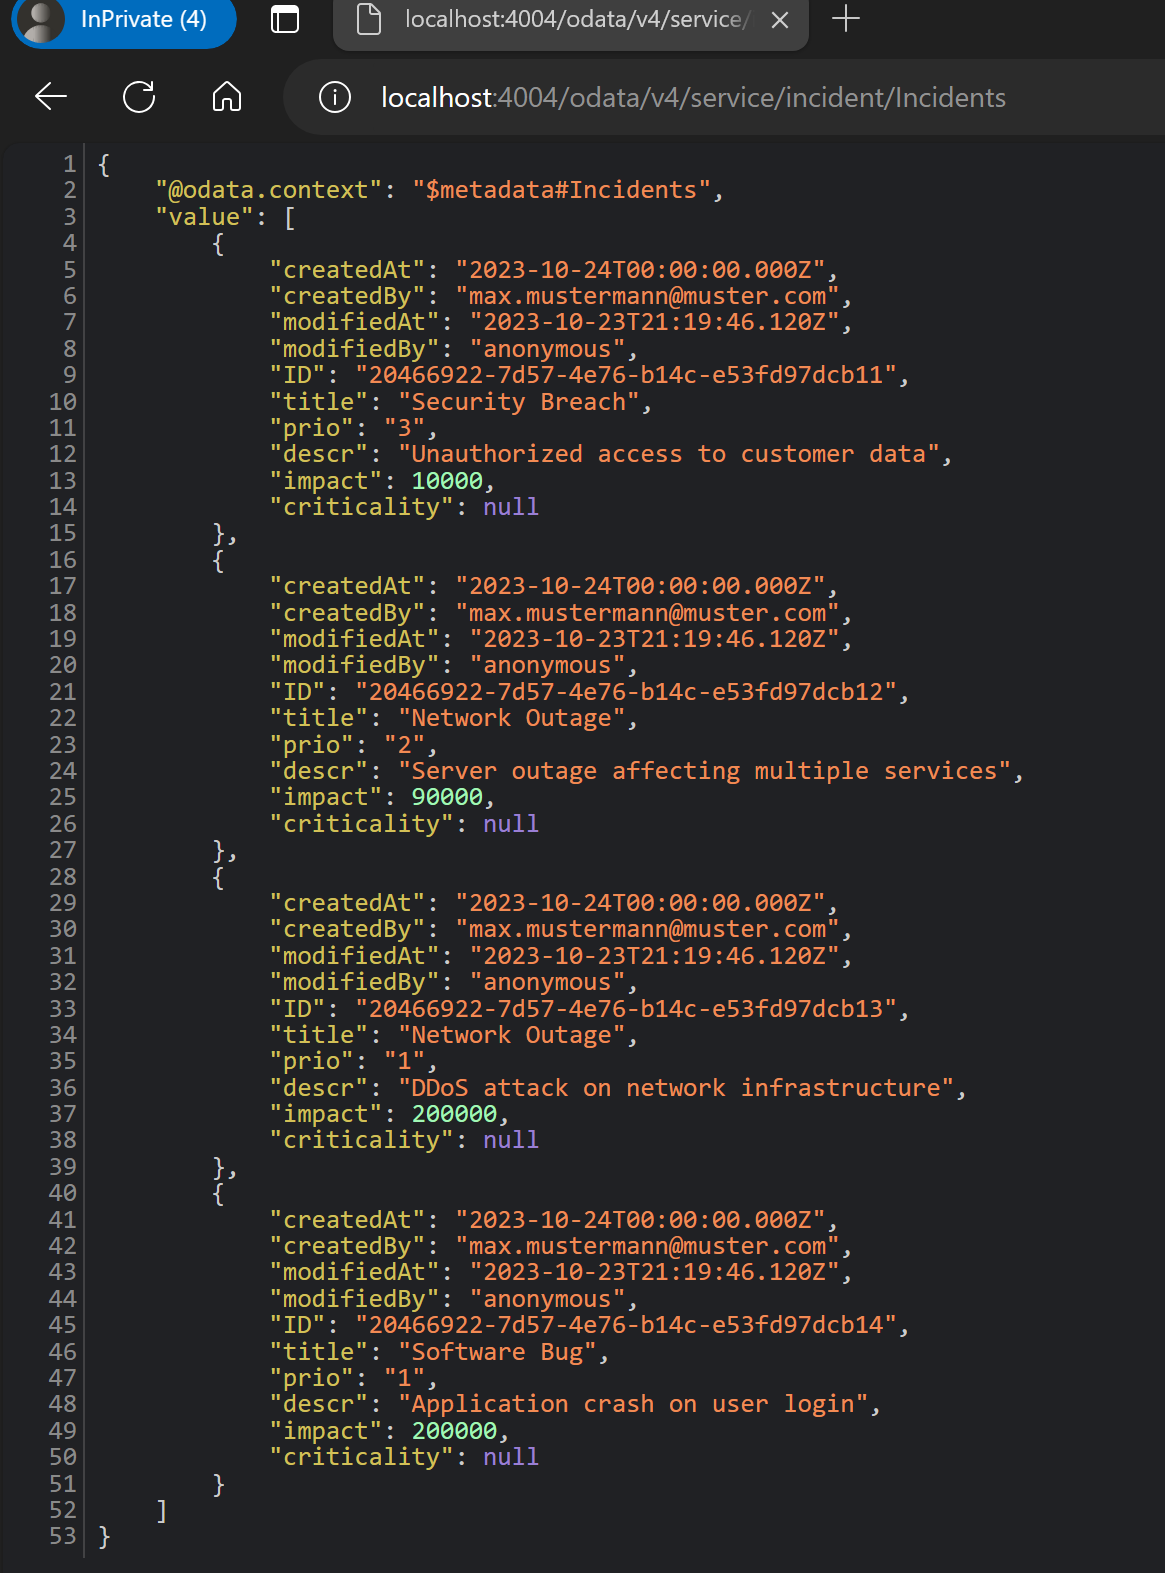 InPrivate (4)
localhost:4004/odata/v4/service/
localhost:4004/odata/v4/service/incident/Incidents
1 {
2     "@odata.context": "$metadata#Incidents",
3     "value": [
4         {
5             "createdAt": "2023-10-24T00:00:00.000Z",
6             "createdBy": "max.mustermann@muster.com",
7             "modifiedAt": "2023-10-23T21:19:46.120Z",
8             "modifiedBy": "anonymous",
9             "ID": "20466922-7d57-4e76-b14c-e53fd97dcb11",
10             "title": "Security Breach",
11             "prio": "3",
12             "descr": "Unauthorized access to customer data",
13             "impact": 10000,
14             "criticality": null
15         },
16         {
17             "createdAt": "2023-10-24T00:00:00.000Z",
18             "createdBy": "max.mustermann@muster.com",
19             "modifiedAt": "2023-10-23T21:19:46.120Z",
20             "modifiedBy": "anonymous",
21             "ID": "20466922-7d57-4e76-b14c-e53fd97dcb12",
22             "title": "Network Outage",
23             "prio": "2",
24             "descr": "Server outage affecting multiple services",
25             "impact": 90000,
26             "criticality": null
27         },
28         {
29             "createdAt": "2023-10-24T00:00:00.000Z",
30             "createdBy": "max.mustermann@muster.com",
31             "modifiedAt": "2023-10-23T21:19:46.120Z",
32             "modifiedBy": "anonymous",
33             "ID": "20466922-7d57-4e76-b14c-e53fd97dcb13",
34             "title": "Network Outage",
35             "prio": "1",
36             "descr": "DDoS attack on network infrastructure",
37             "impact": 200000,
38             "criticality": null
39         },
40         {
41             "createdAt": "2023-10-24T00:00:00.000Z",
42             "createdBy": "max.mustermann@muster.com",
43             "modifiedAt": "2023-10-23T21:19:46.120Z",
44             "modifiedBy": "anonymous",
45             "ID": "20466922-7d57-4e76-b14c-e53fd97dcb14",
46             "title": "Software Bug",
47             "prio": "1",
48             "descr": "Application crash on user login",
49             "impact": 200000,
50             "criticality": null
51         }
52     ]
53 }